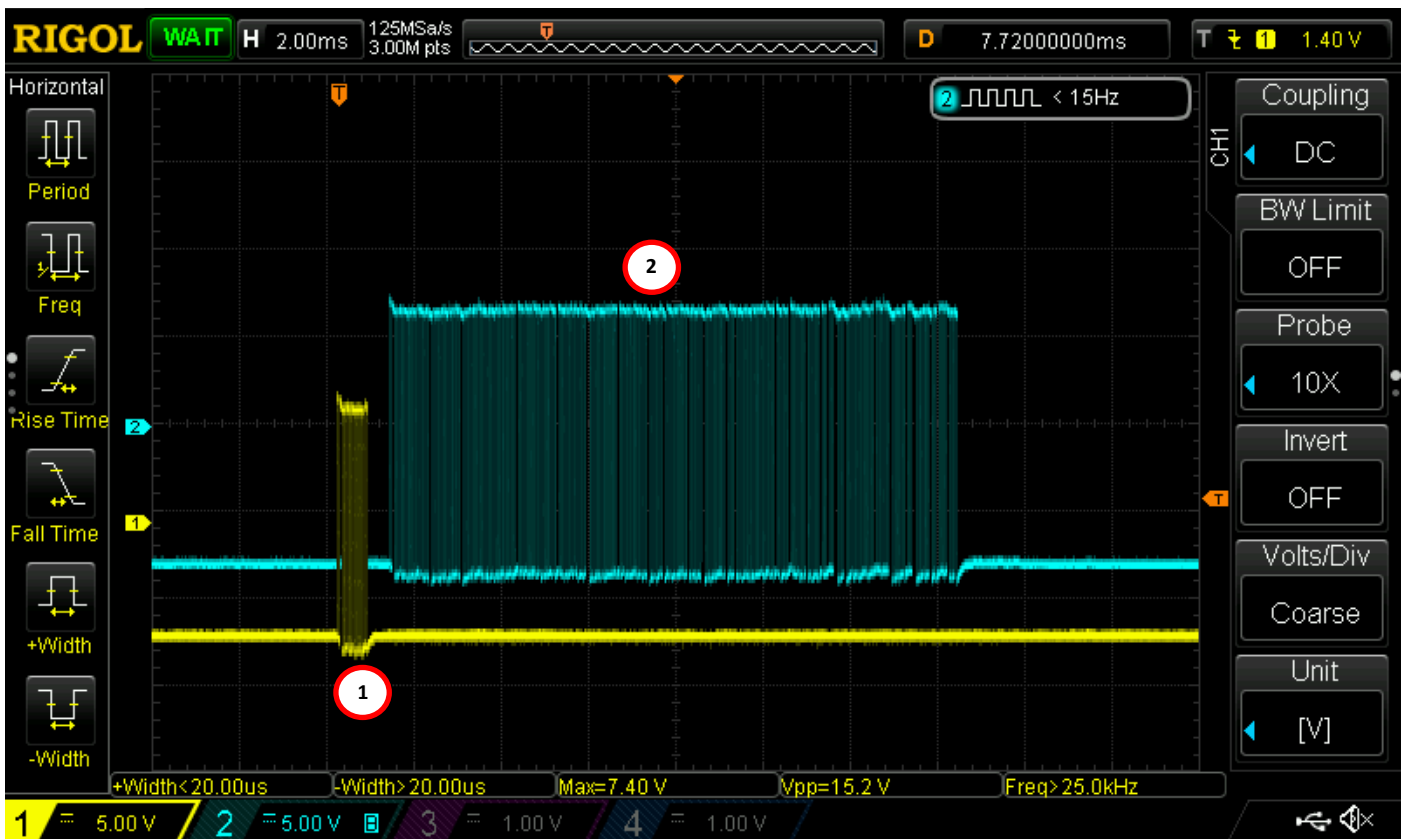 RIGOL WAIT H 2.00ms 125MSa/s 3.00M pts D 7.72000000ms T 1 1.40 V
Horizontal
T
2 < 15Hz
Period
Freq
Rise Time
Fall Time
+Width
-Width
2
1
T
2
1
CH1
Coupling
DC
BW Limit
OFF
Probe
10X
Invert
OFF
Volts/Div
Coarse
Unit
[V]
+Width<20.00us -Width>20.00us Max=7.40 V Vpp=15.2 V Freq>25.0kHz
1 5.00 V 2 5.00 V B 3 1.00 V 4 1.00 V